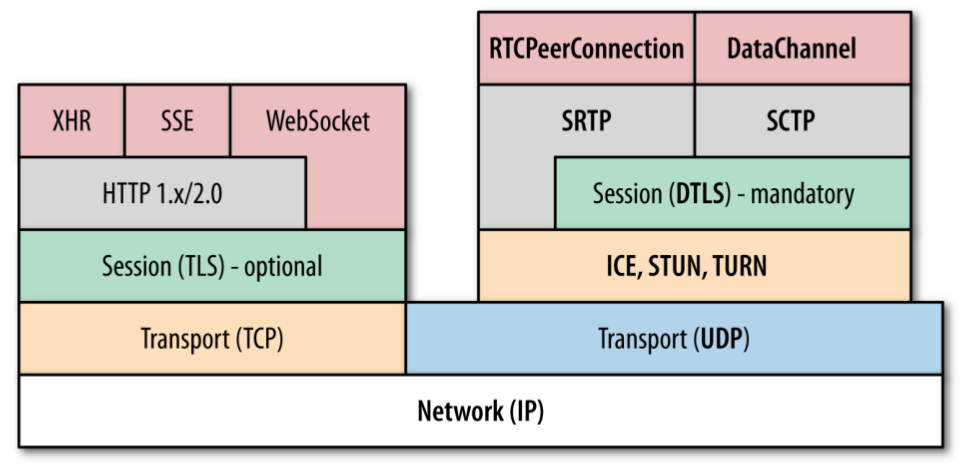 RTCPeerConnection DataChannel
XHR SSE WebSocket SRTP SCTP
HTTP 1.x/2.0 Session (DTLS) - mandatory
Session (TLS) - optional ICE, STUN, TURN
Transport (TCP) Transport (UDP)
Network (IP)